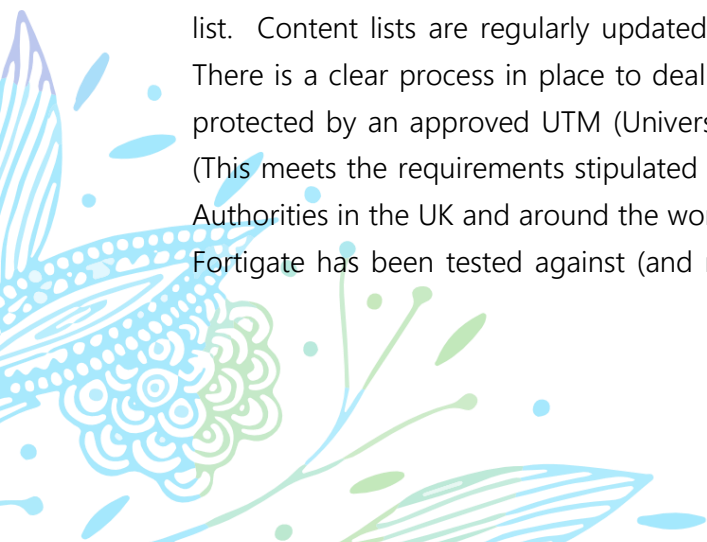 list. Content lists are regularly updated
There is a clear process in place to deal
protected by an approved UTM (Univers
(This meets the requirements stipulated
Authorities in the UK and around the wor
Fortigate has been tested against (and